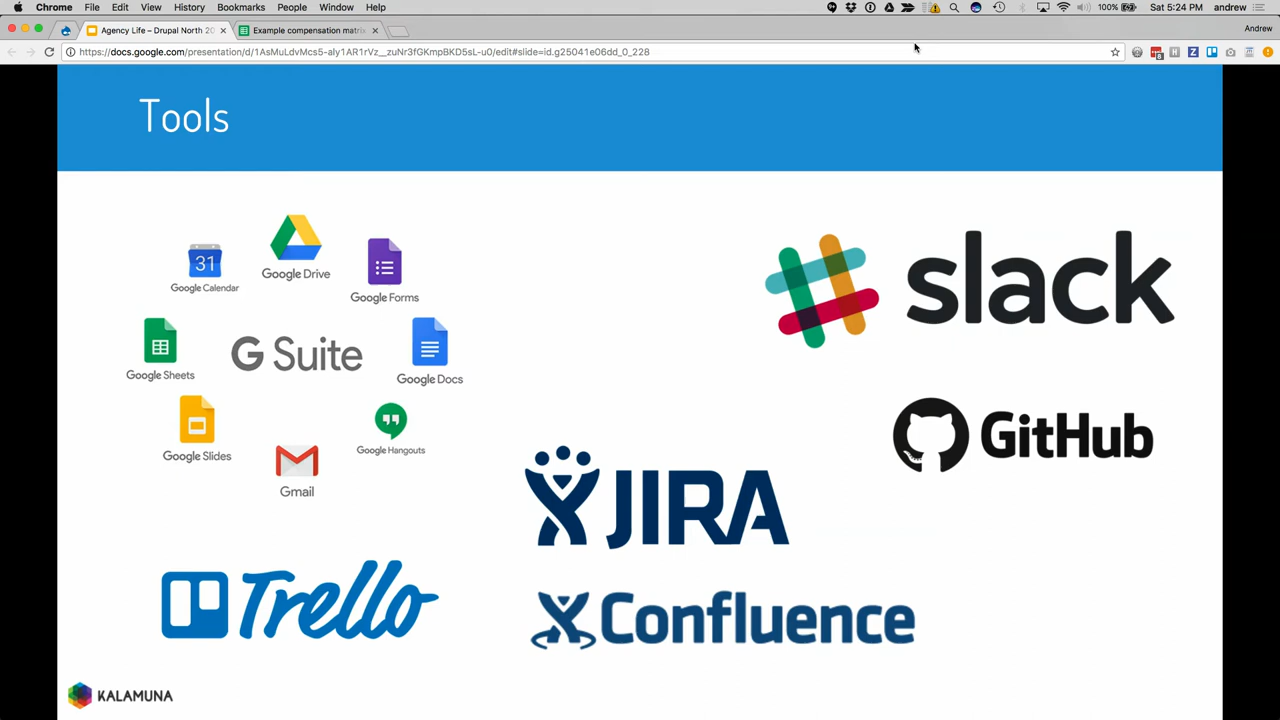 Chrome File Edit View History Bookmarks People Window Help 100% Sat 5:24 PM andrew
Agency Life – Drupal North 20 Example compensation matri Andrew
https://docs.google.com/presentation/d/1AsMuLdvMcs5-aly1AR1rVz__zuNr3fGKmpBKD5sL-u0/edit#slide=id.g25041e06dd_0_228
Tools
31
Google Calendar
Google Drive
Google Forms
Google Sheets
G Suite
Google Docs
Google Slides
Gmail
Google Hangouts
slack
GitHub
JIRA
Trello
Confluence
KALAMUNA